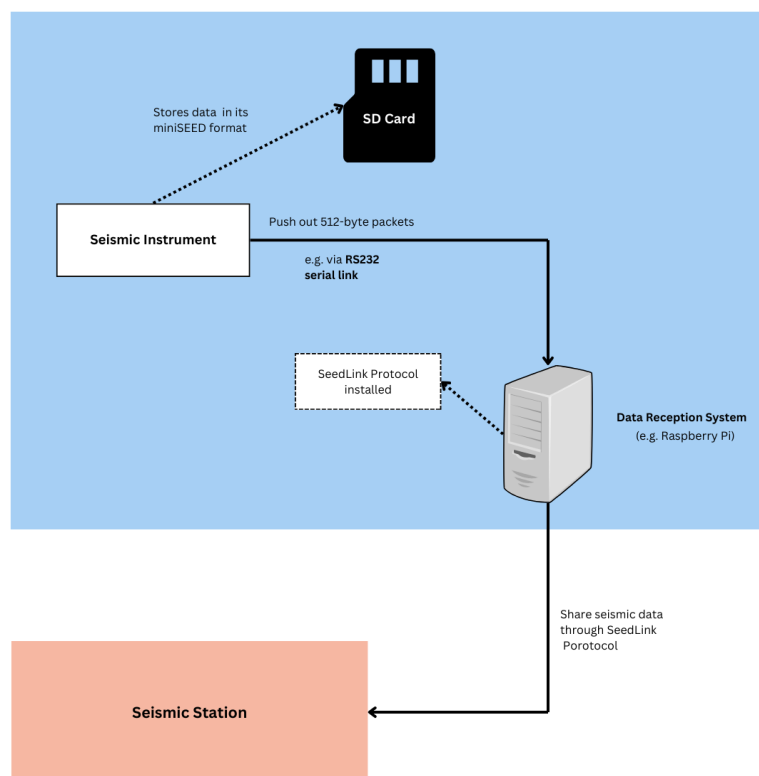 Stores data in its
miniSEED format
SD Card
Seismic Instrument
Push out 512-byte packets
e.g. via RS232
serial link
SeedLink Protocol
installed
Data Reception System
(e.g. Raspberry Pi)
Share seismic data
through SeedLink
Porotocol
Seismic Station